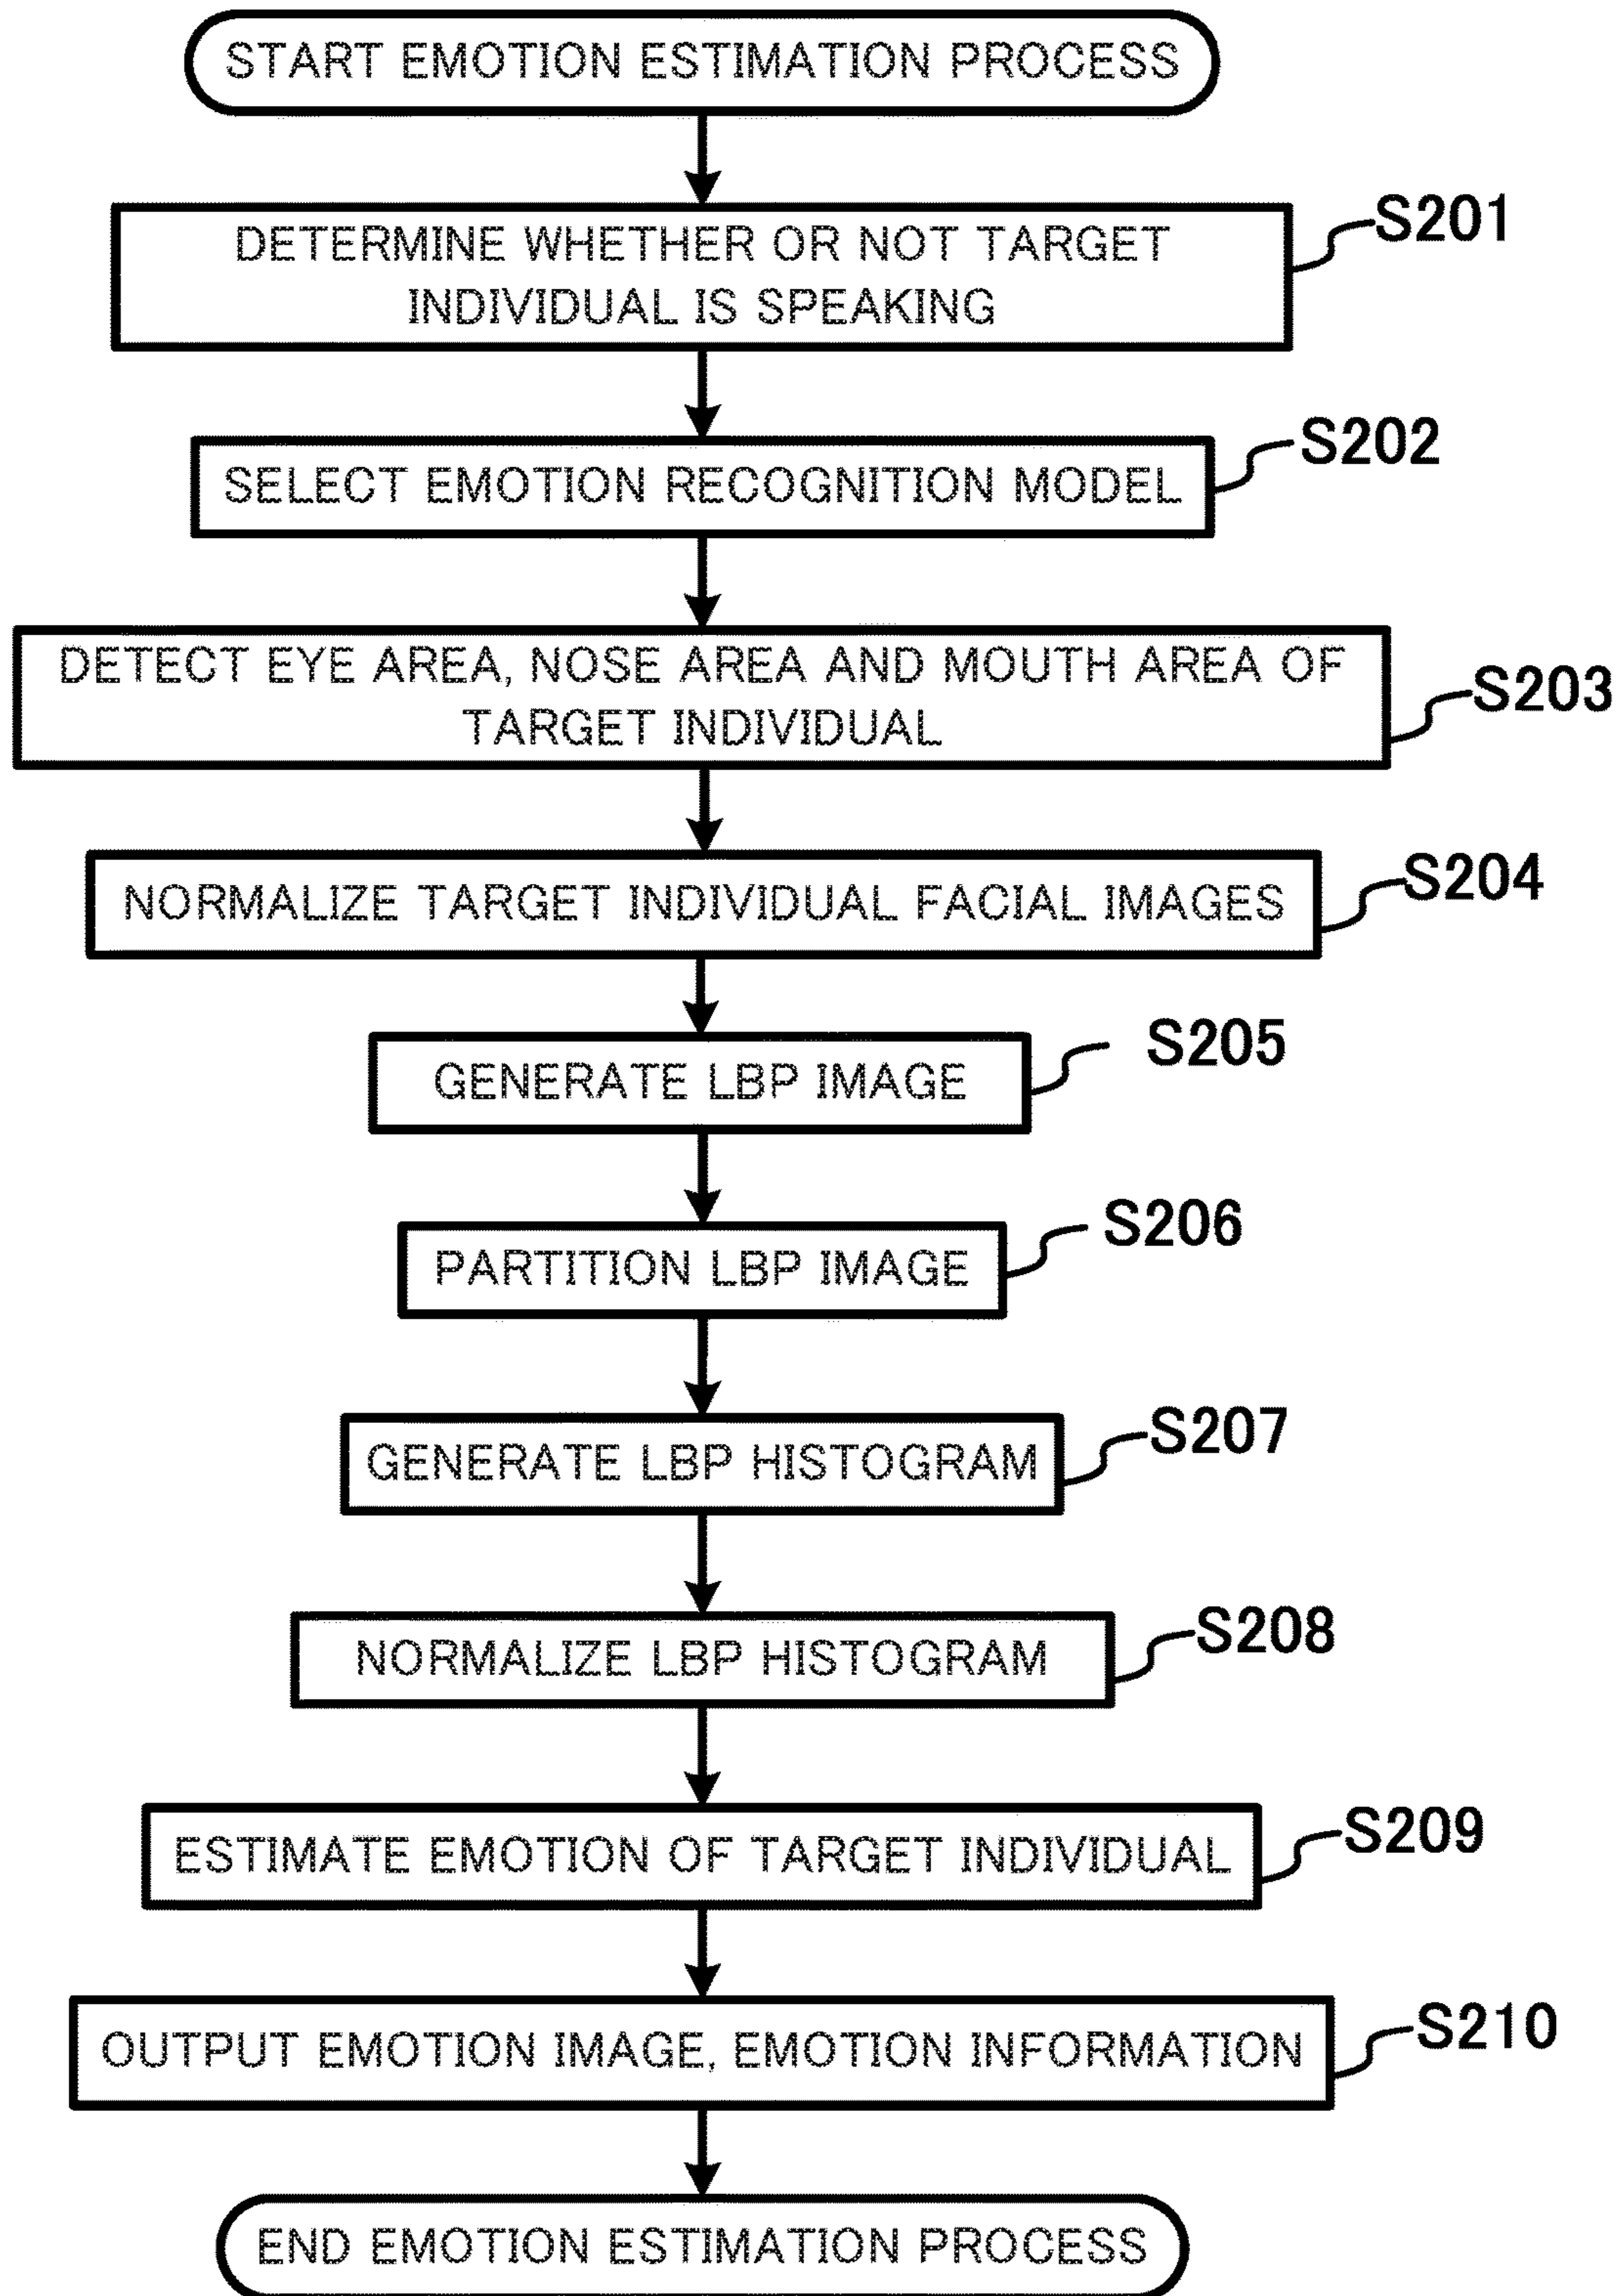 START EMOTION ESTIMATION PROCESS
DETERMINE WHETHER OR NOT TARGET
INDIVIDUAL IS SPEAKING
S201
SELECT EMOTION RECOGNITION MODEL
S202
DETECT EYE AREA, NOSE AREA AND MOUTH AREA OF
TARGET INDIVIDUAL
S203
NORMALIZE TARGET INDIVIDUAL FACIAL IMAGES
S204
GENERATE LBP IMAGE
S205
PARTITION LBP IMAGE
S206
GENERATE LBP HISTOGRAM
S207
NORMALIZE LBP HISTOGRAM
S208
ESTIMATE EMOTION OF TARGET INDIVIDUAL
S209
OUTPUT EMOTION IMAGE, EMOTION INFORMATION
S210
END EMOTION ESTIMATION PROCESS